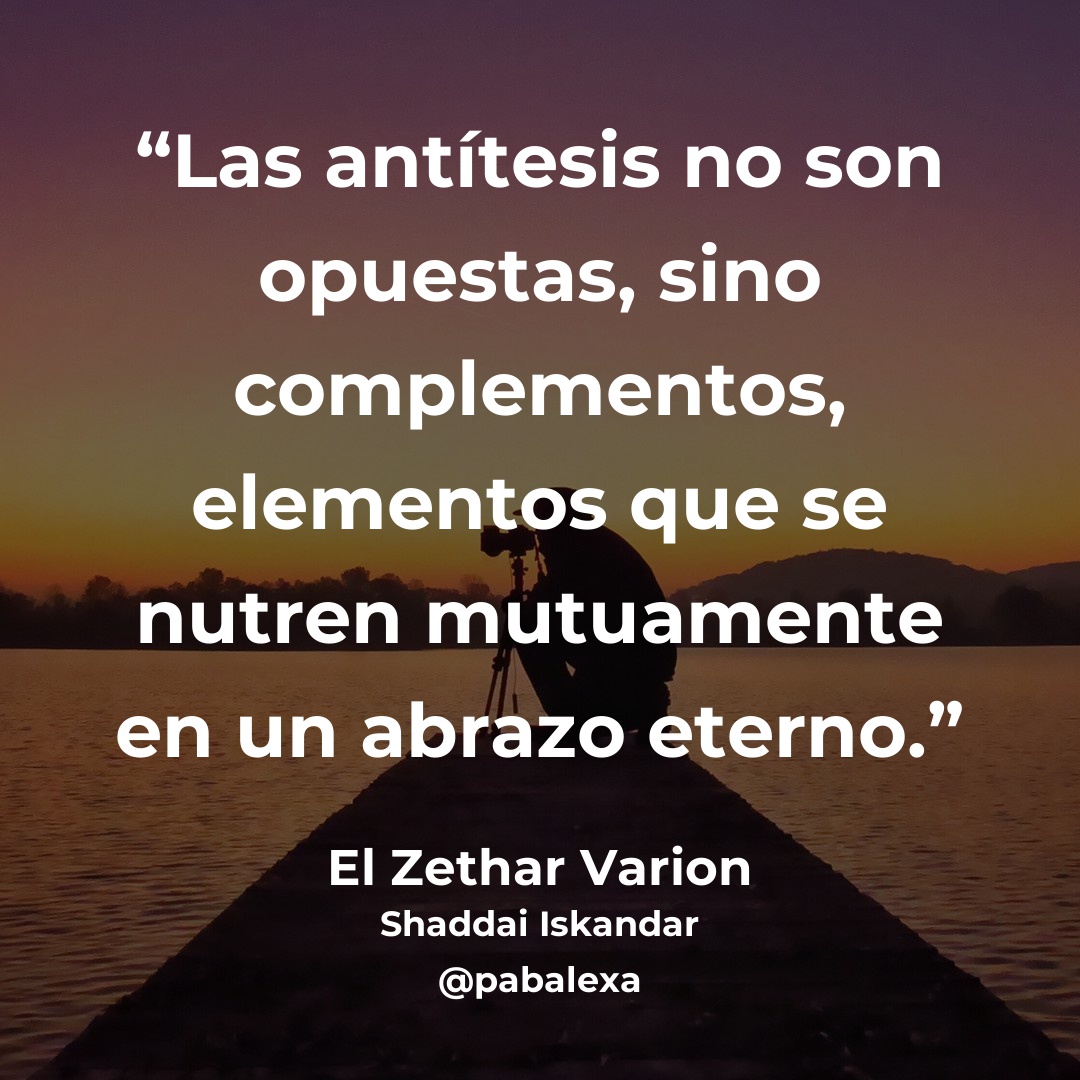 “Las antítesis no son
opuestas, sino
complementos,
elementos que se
nutren mutuamente
en un abrazo eterno.”
El Zethar Varion
Shaddai Iskandar
@pabalexa